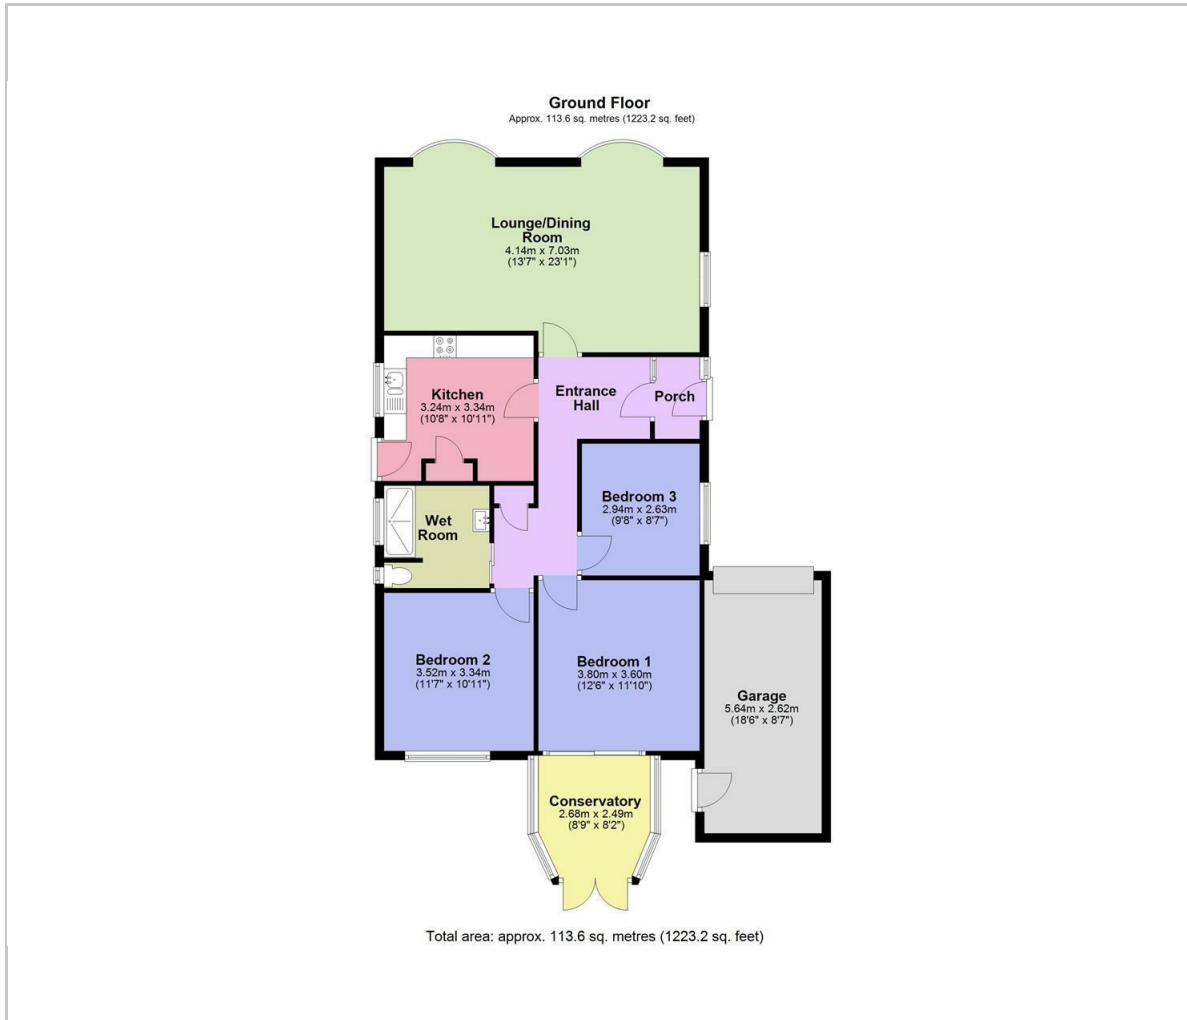 Ground Floor
Approx. 113.6 sq. metres (1223.2 sq. feet)
Lounge/Dining
Room
4.14m x 7.03m
(13'7" x 23'1")
Kitchen
3.24m x 3.34m
(10'8" x 10'11")
Entrance
Hall
Porch
Wet
Room
Bedroom 3
2.94m x 2.63m
(9'8" x 8'7")
Bedroom 2
3.52m x 3.34m
(11'7" x 10'11")
Bedroom 1
3.80m x 3.60m
(12'6" x 11'10")
Garage
5.64m x 2.62m
(18'6" x 8'7")
Conservatory
2.68m x 2.49m
(8'9" x 8'2")
Total area: approx. 113.6 sq. metres (1223.2 sq. feet)